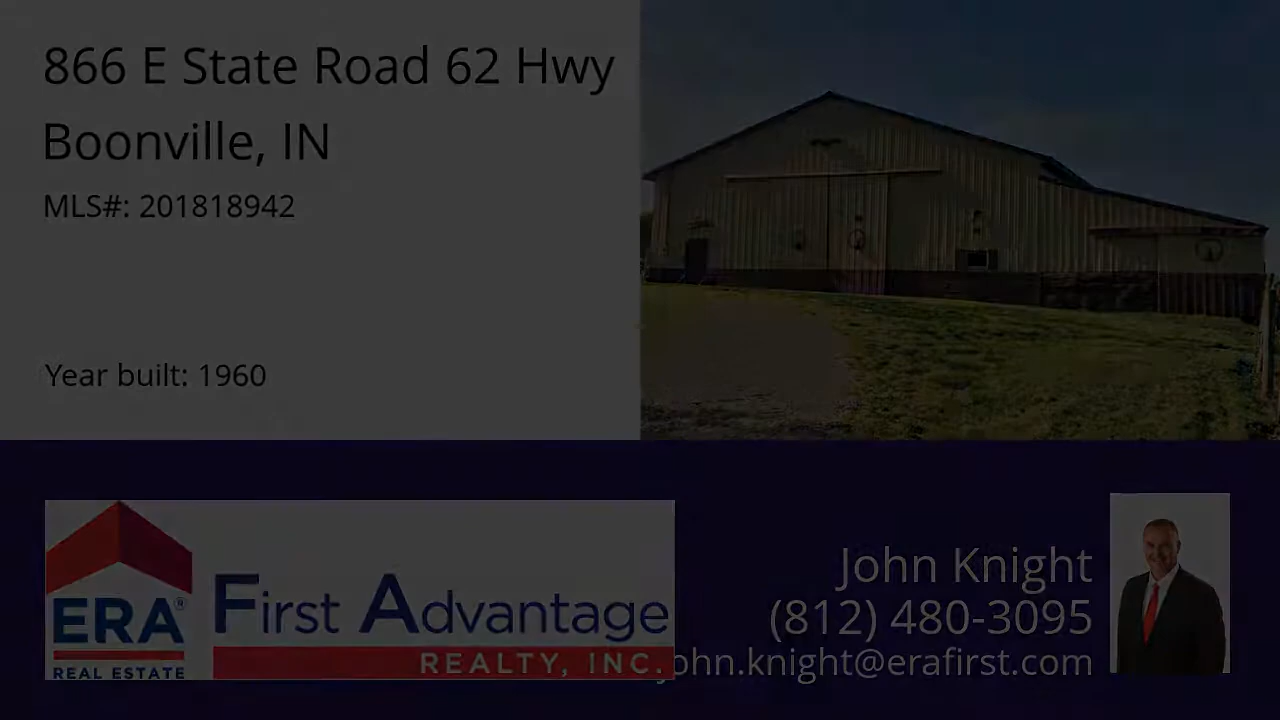 866 E State Road 62 Hwy
Boonville, IN
MLS#: 201818942
Year built: 1960
ERA®
REAL ESTATE
First Advantage
REALTY, INC.
John Knight
(812) 480-3095
john.knight@erafirst.com